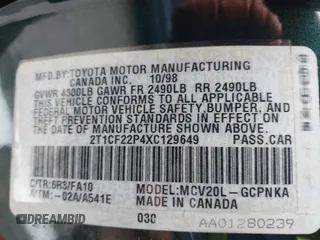 MFD.BY:TOYOTA MOTOR MANUFACTURING
CANADA INC. 10/98
GVWR 4300LB GAWR FR 2490LB RR 2490LB
THIS VEHICLE CONFORMS TO ALL APPLICABLE
FEDERAL MOTOR VEHICLE SAFETY, BUMPER, AND
THEFT PREVENTION STANDARDS IN EFFECT ON
THE DATE OF MANUFACTURE SHOWN ABOVE.
2T1CF22P4XC129649 PASS.CAR
C/TR:6R3/FA10 MODEL:MCV20L-GCPNKA
A/TM:-02A/A541E MADE IN CANADA
030 AA01280239